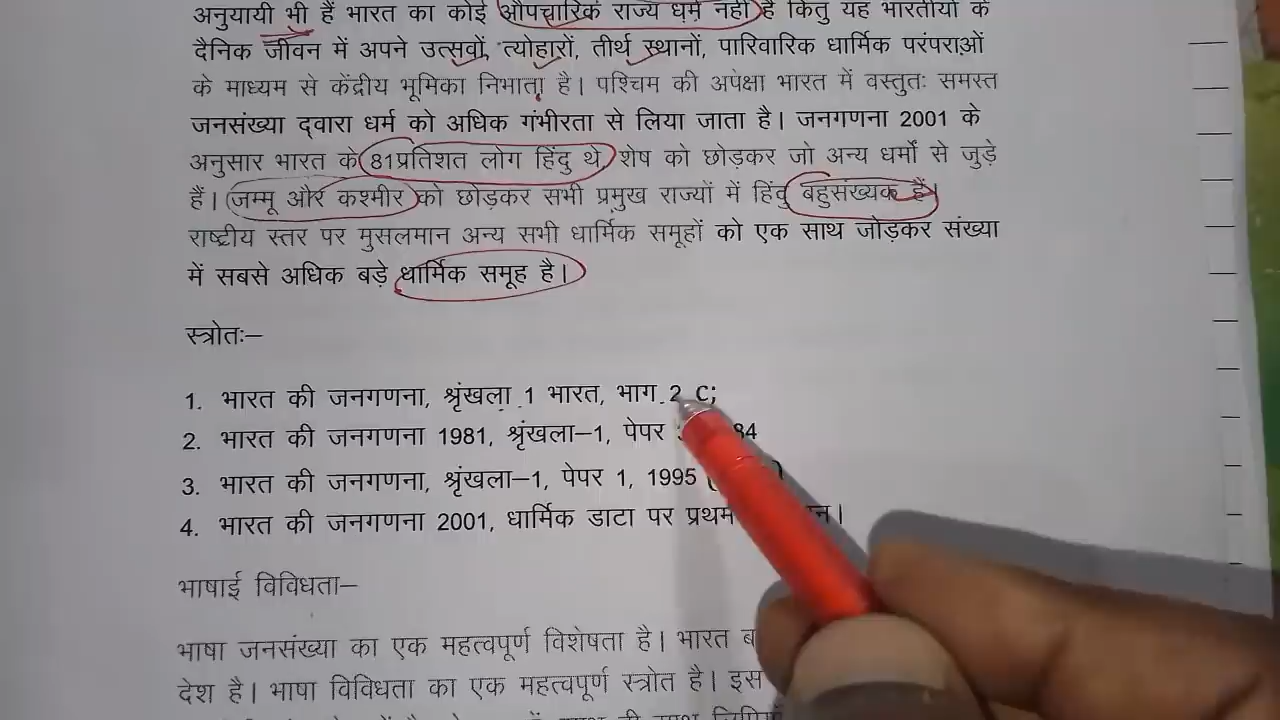 अनुयायी भी हैं भारत का कोई औपचारिक राज्य धर्म नहीं है किंतु यह भारतीयों के
दैनिक जीवन में अपने उत्सवों, त्योहारों, तीर्थ स्थानों, पारिवारिक धार्मिक परंपराओं
के माध्यम से केंद्रीय भूमिका निभाता है। पश्चिम की अपेक्षा भारत में वस्तुतः समस्त
जनसंख्या द्वारा धर्म को अधिक गंभीरता से लिया जाता है। जनगणना 2001 के
अनुसार भारत के 81प्रतिशत लोग हिंदु थे, शेष को छोड़कर जो अन्य धर्मों से जुड़े
हैं। जम्मू और कश्मीर को छोड़कर सभी प्रमुख राज्यों में हिंदु बहुसंख्यक हैं।
राष्टीय स्तर पर मुसलमान अन्य सभी धार्मिक समूहों को एक साथ जोड़कर संख्या
में सबसे अधिक बड़े धार्मिक समूह है।
स्त्रोतः–
1. भारत की जनगणना, श्रृंखला 1 भारत, भाग 2 C;
2. भारत की जनगणना 1981, श्रृंखला–1, पेपर 84
3. भारत की जनगणना, श्रृंखला–1, पेपर 1, 1995
4. भारत की जनगणना 2001, धार्मिक डाटा पर प्रथम
भाषाई विविधता–
भाषा जनसंख्या का एक महत्वपूर्ण विशेषता है। भारत
देश है। भाषा विविधता का एक महत्वपूर्ण स्त्रोत है। इस